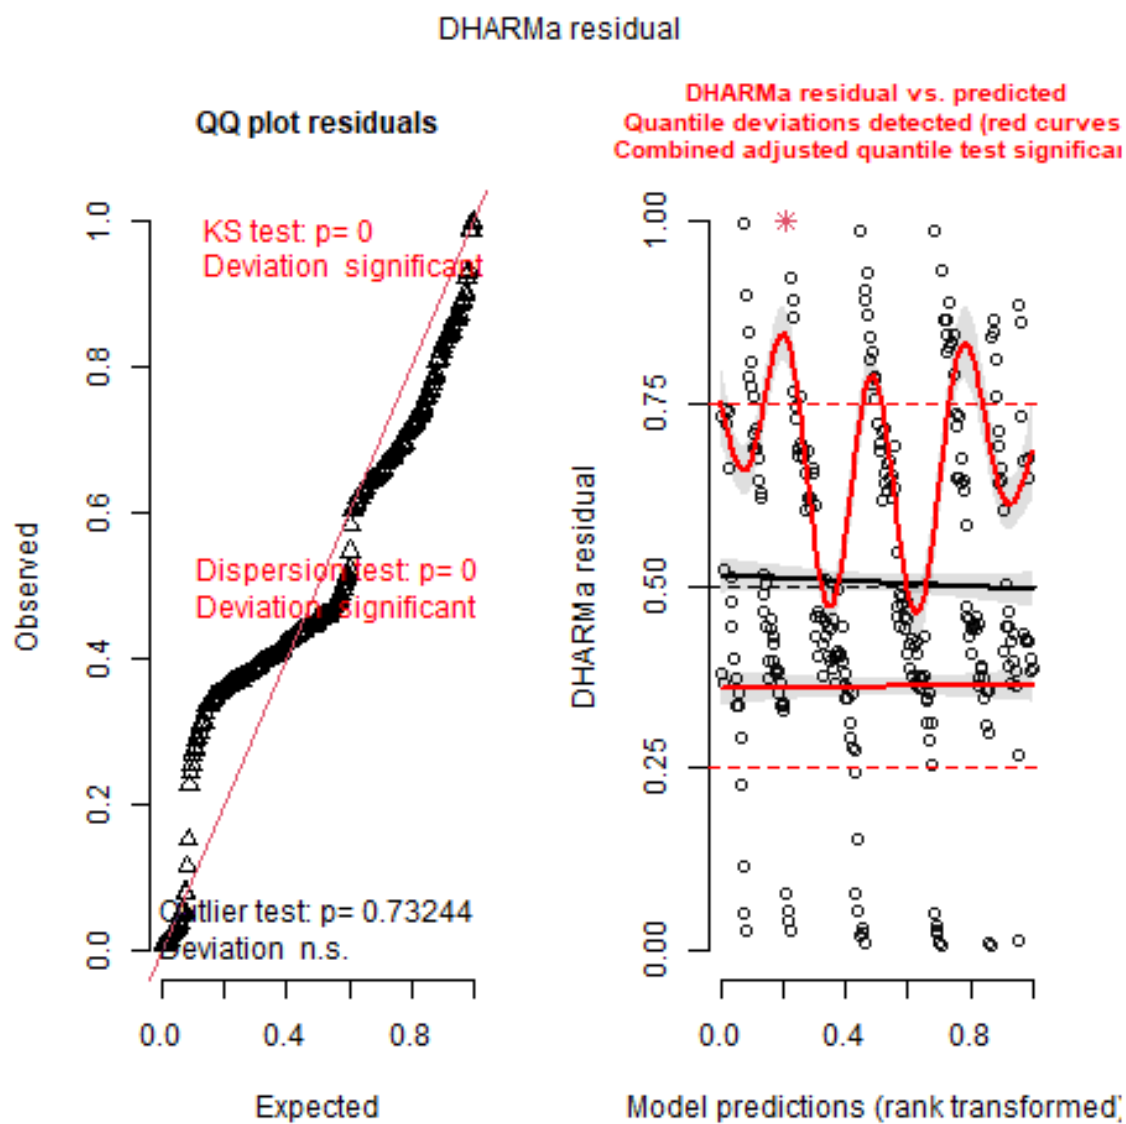 DHARMa residual
QQ plot residuals
KS test: p= 0
Deviation significant
Dispersion test: p= 0
Deviation significant
Outlier test: p= 0.73244
Deviation n.s.
Observed
0.0 0.2 0.4 0.6 0.8 1.0
0.0 0.4 0.8
Expected
DHARMa residual vs. predicted
Quantile deviations detected (red curves
Combined adjusted quantile test significan
DHARMa residual
0.00 0.25 0.50 0.75 1.00
0.0 0.4 0.8
Model predictions (rank transformed)